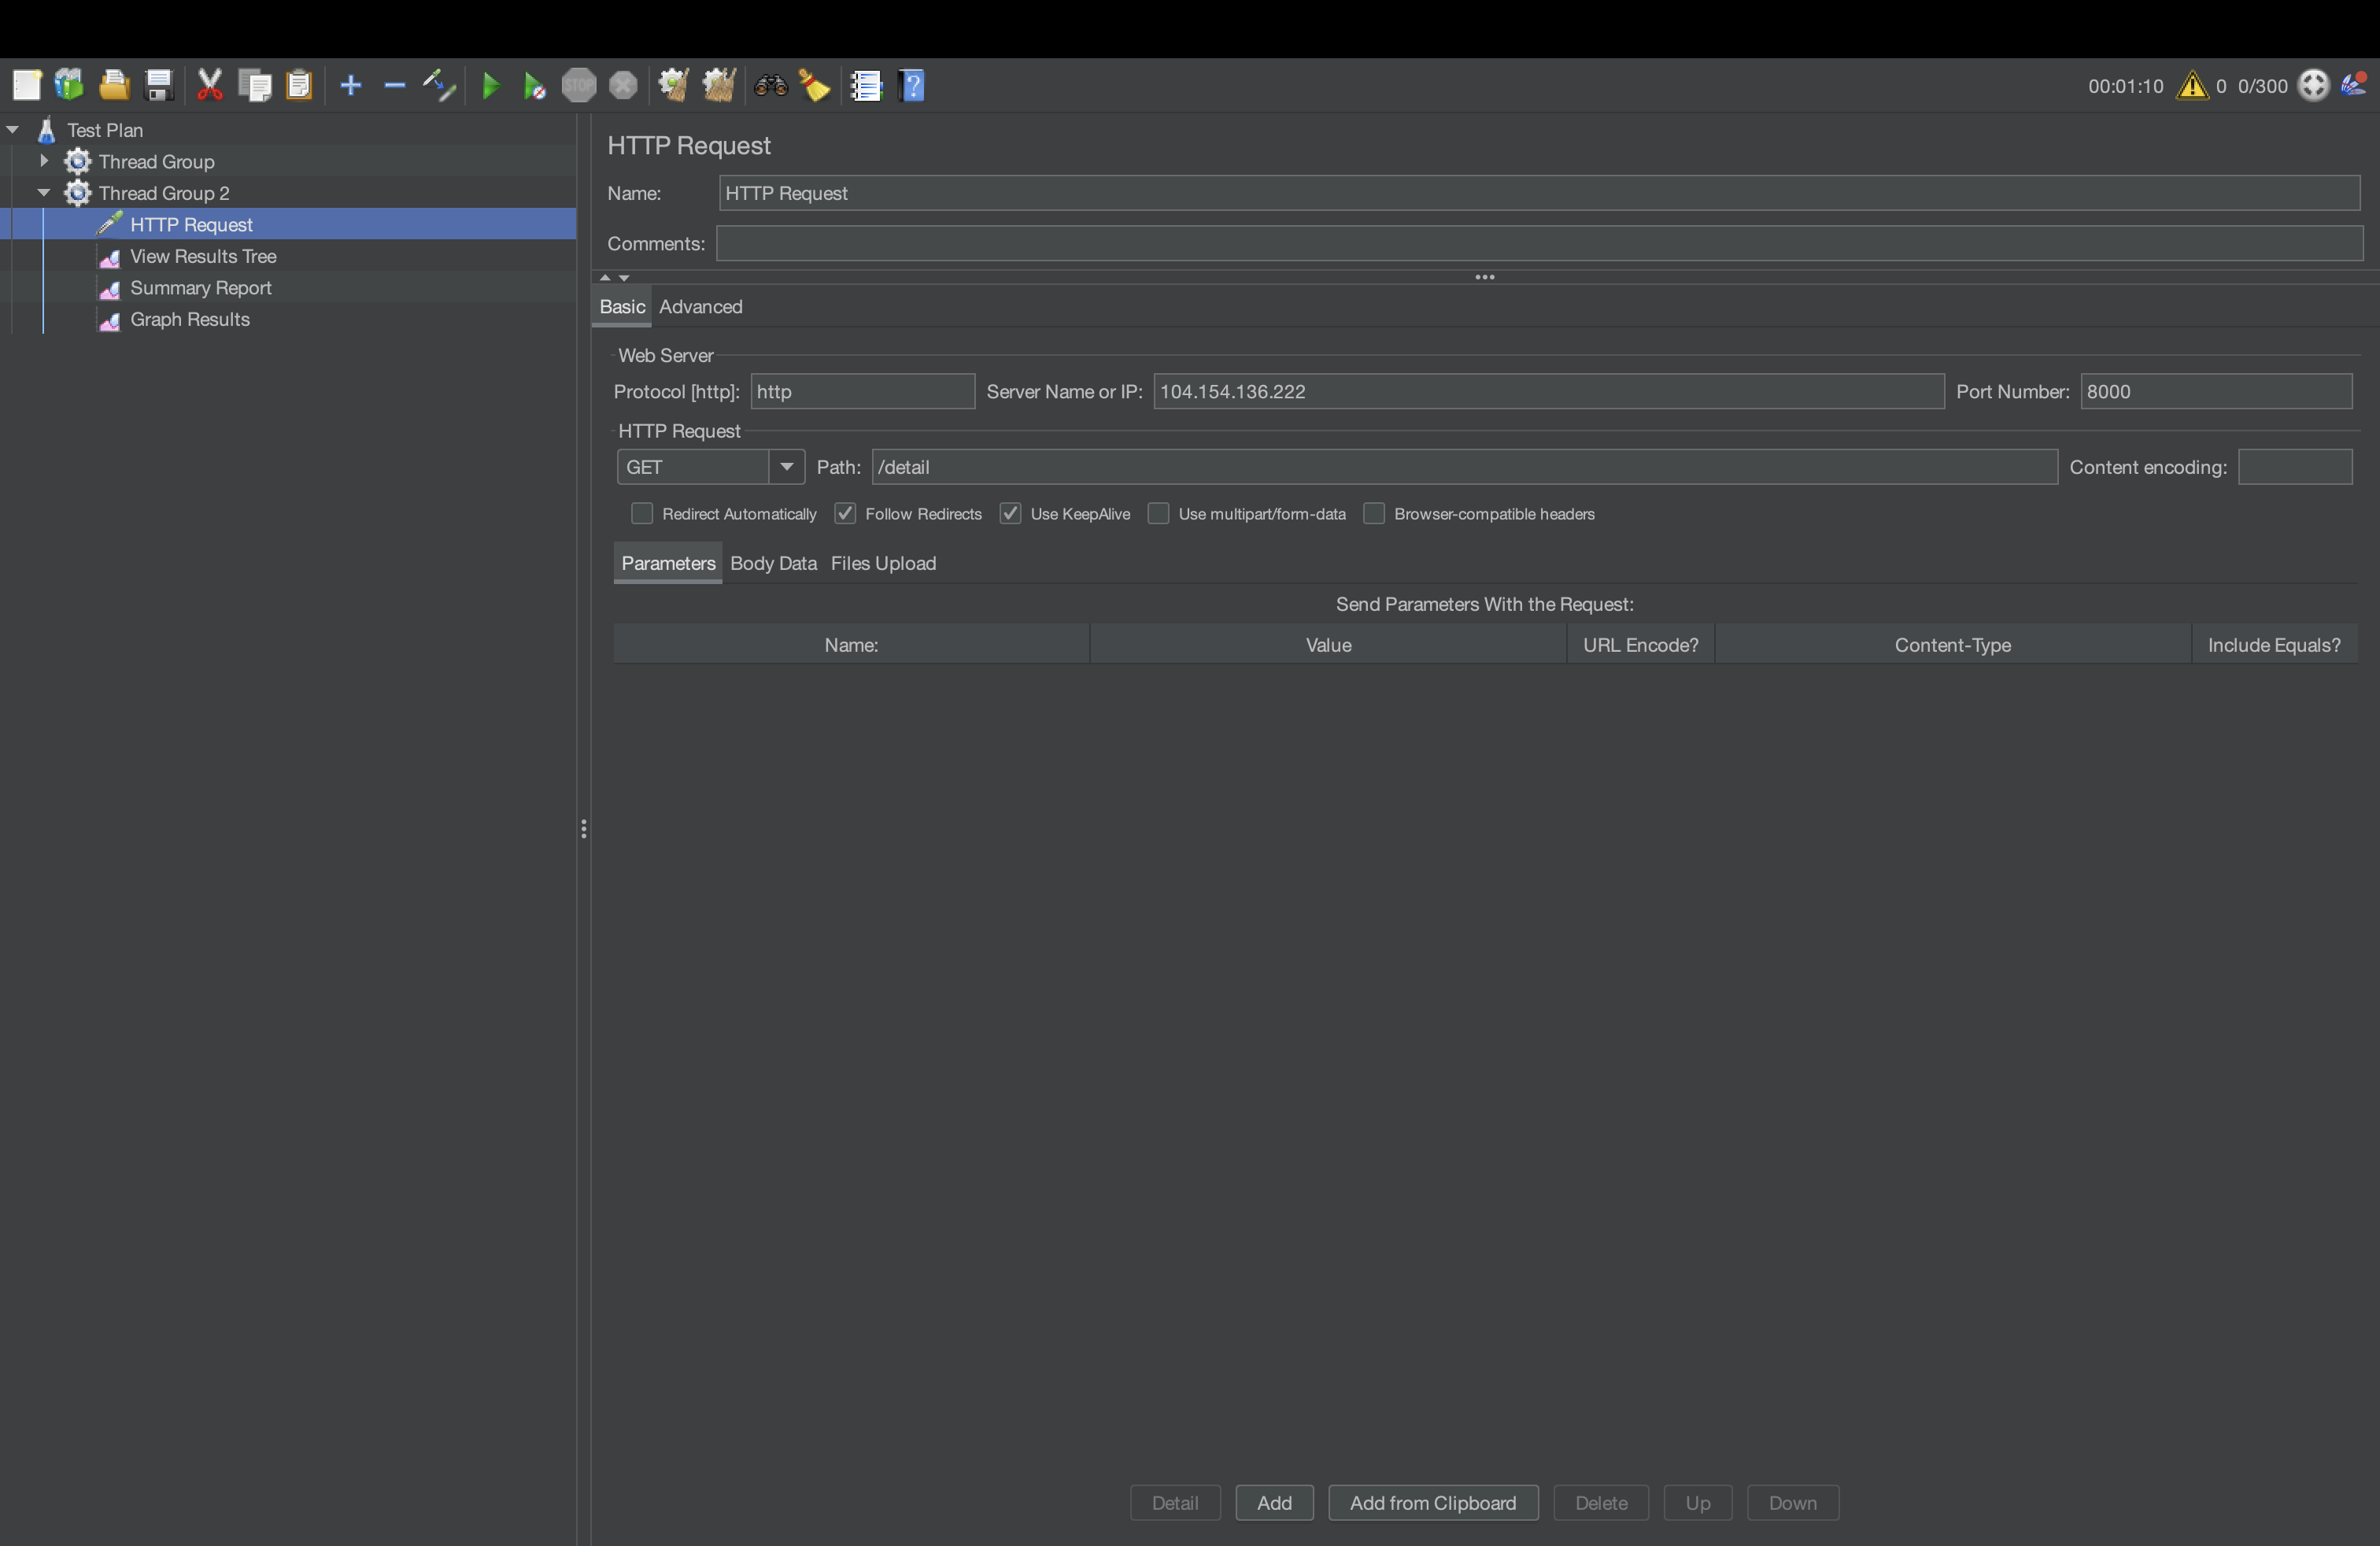 STOP
00:01:10 0 0/300
Test Plan
Thread Group
Thread Group 2
HTTP Request
View Results Tree
Summary Report
Graph Results
HTTP Request
Name: HTTP Request
Comments:
Basic Advanced
Web Server
Protocol [http]: http Server Name or IP: 104.154.136.222 Port Number: 8000
HTTP Request
GET Path: /detail Content encoding:
Redirect Automatically Follow Redirects Use KeepAlive Use multipart/form-data Browser-compatible headers
Parameters Body Data Files Upload
Send Parameters With the Request:
Name: Value URL Encode? Content-Type Include Equals?
Detail Add Add from Clipboard Delete Up Down